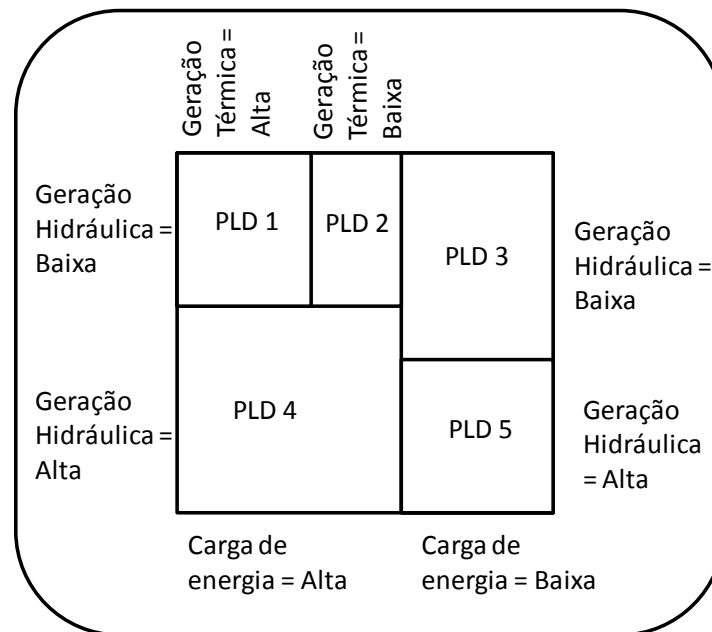 Geração
Térmica =
Alta
Geração
Térmica =
Baixa
Geração
Hidráulica =
Baixa
PLD 1
PLD 2
PLD 3
Geração
Hidráulica =
Baixa
Geração
Hidráulica =
Alta
PLD 4
PLD 5
Geração
Hidráulica
= Alta
Carga de
energia = Alta
Carga de
energia = Baixa